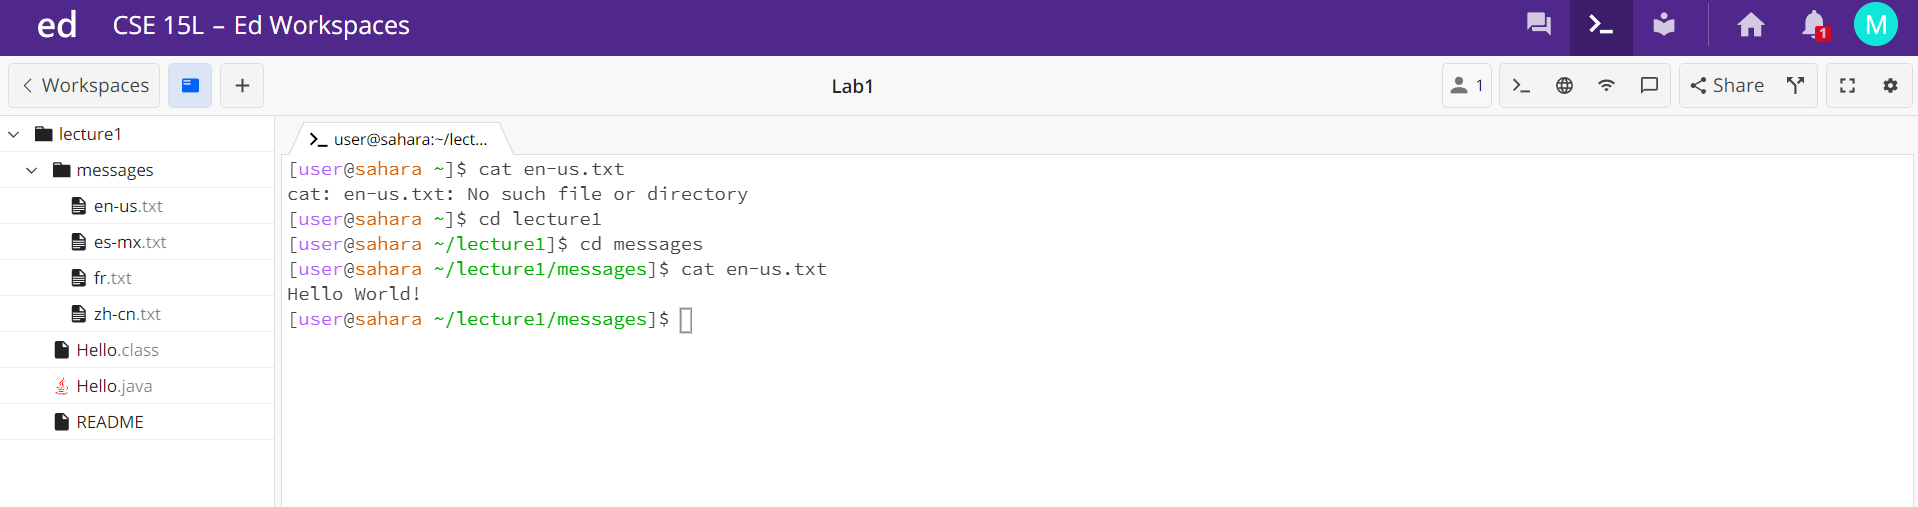 ed CSE 15L – Ed Workspaces 1 M
Workspaces + Lab1 1 Share
lecture1
messages
en-us.txt
es-mx.txt
fr.txt
zh-cn.txt
Hello.class
Hello.java
README
user@sahara:~/lect...
[user@sahara ~]$ cat en-us.txt
cat: en-us.txt: No such file or directory
[user@sahara ~]$ cd lecture1
[user@sahara ~/lecture1]$ cd messages
[user@sahara ~/lecture1/messages]$ cat en-us.txt
Hello World!
[user@sahara ~/lecture1/messages]$